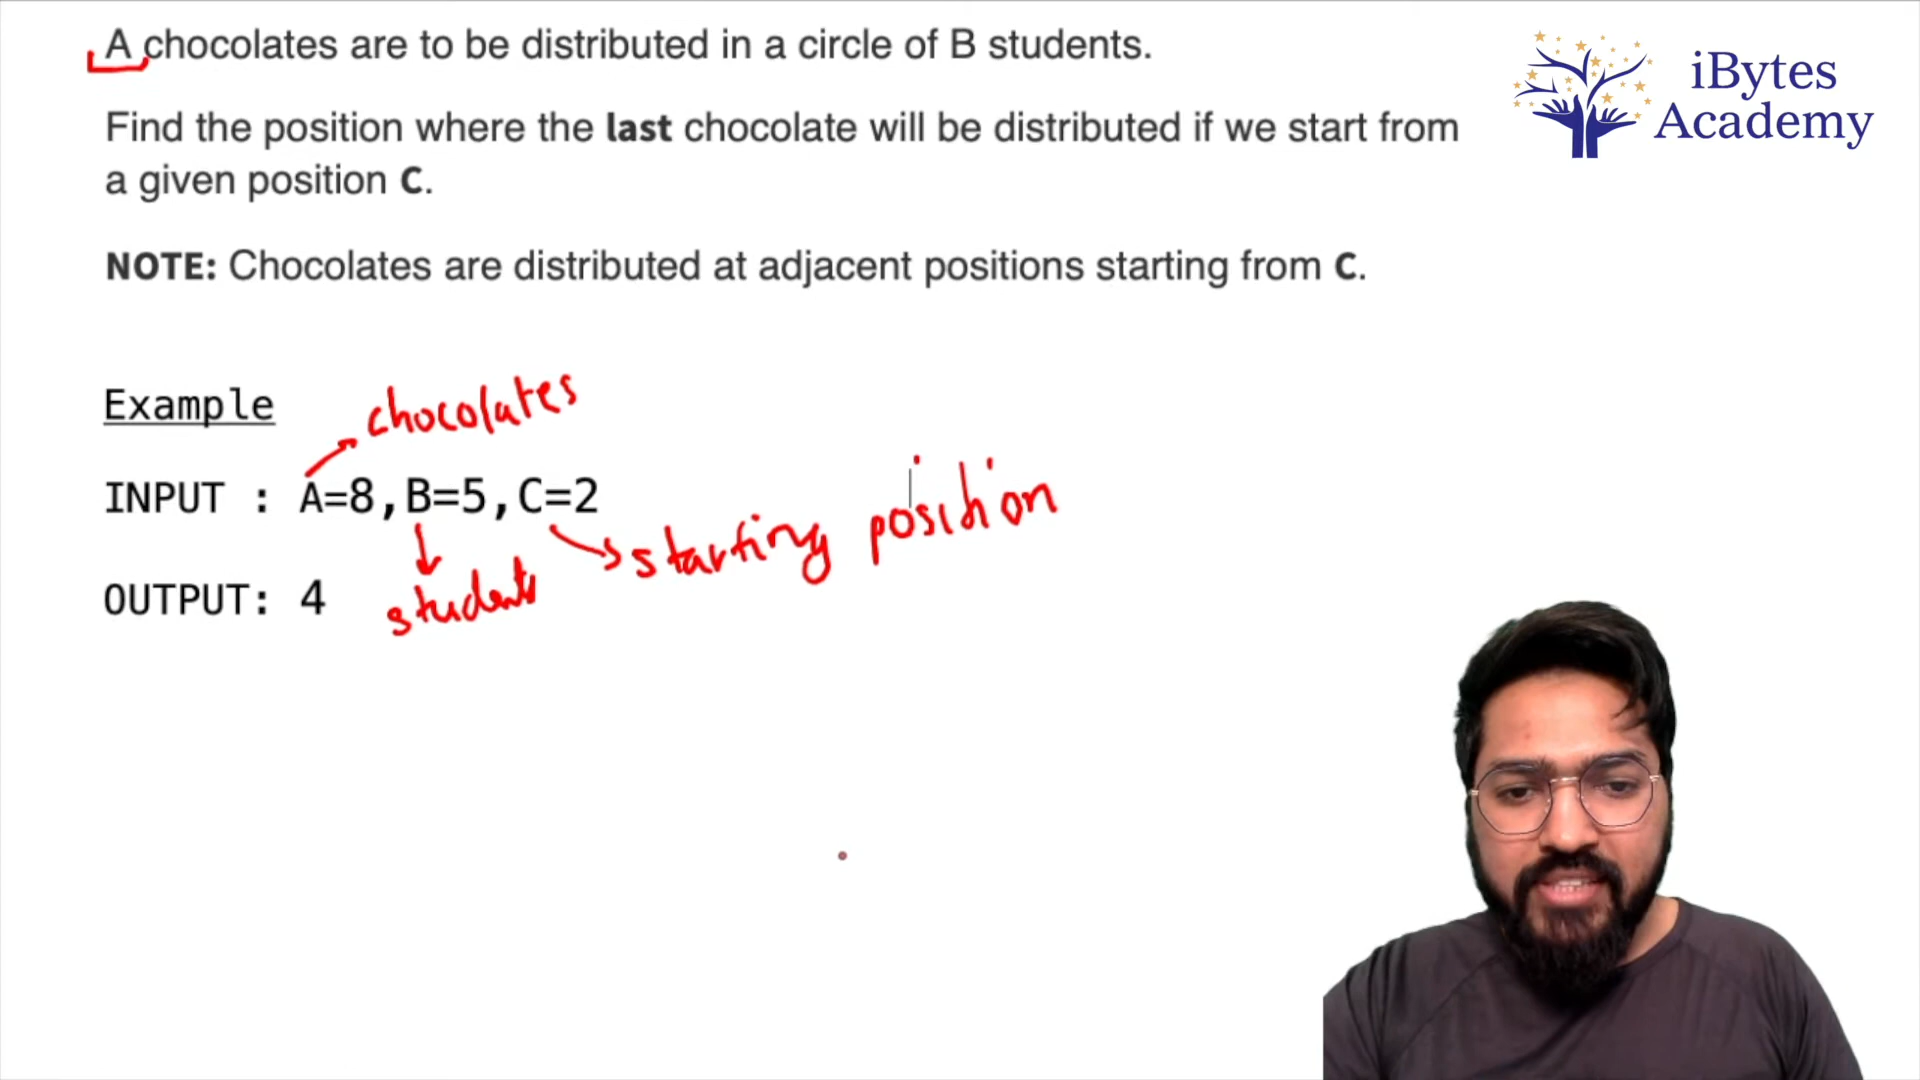 A chocolates are to be distributed in a circle of B students.
iBytes
Academy
Find the position where the last chocolate will be distributed if we start from
a given position C.
NOTE: Chocolates are distributed at adjacent positions starting from C.
Example
chocolates
INPUT : A=8,B=5,C=2
starting position
OUTPUT: 4
students